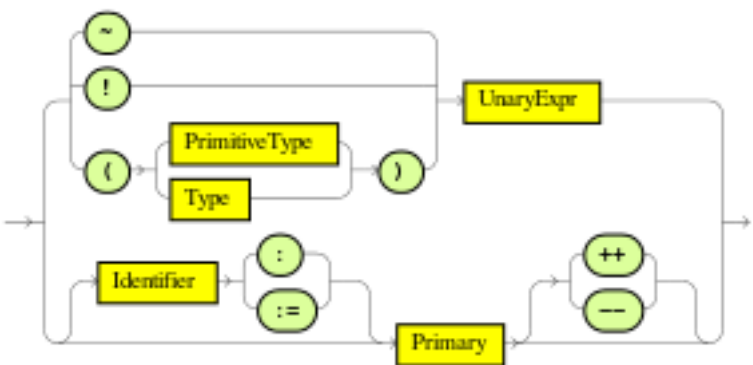 ~
!
UnaryExpr
PrimitiveType
(
)
Type
:
++
Identifier
:=
--
Primary